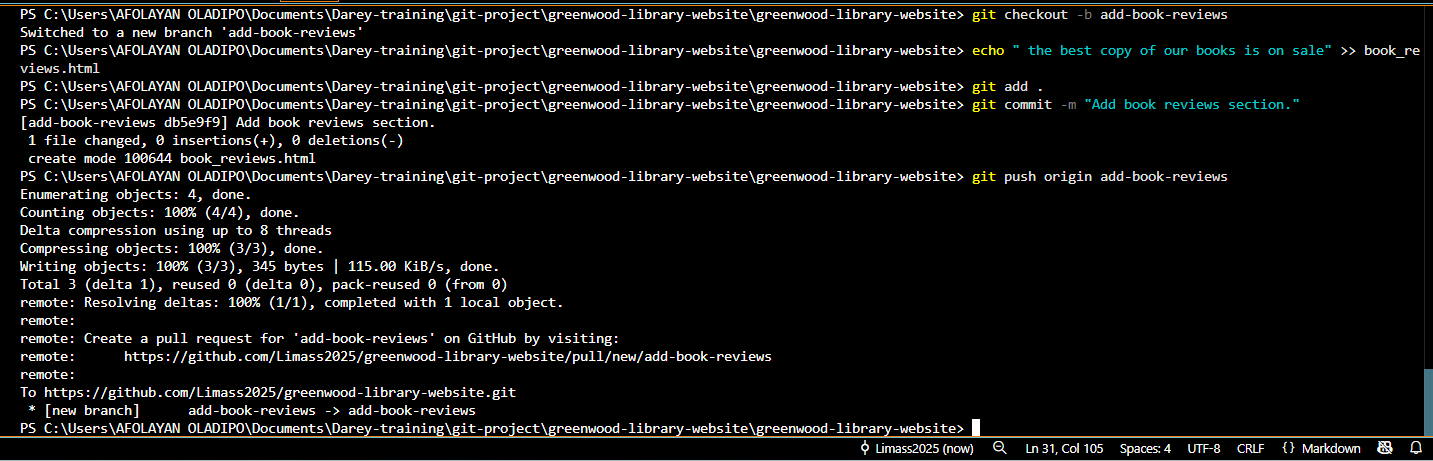 PS C:\Users\AFOLAYAN OLADIPO\Documents\Darey-training\git-project\greenwood-library-website\greenwood-library-website> git checkout -b add-book-reviews
Switched to a new branch 'add-book-reviews'
PS C:\Users\AFOLAYAN OLADIPO\Documents\Darey-training\git-project\greenwood-library-website\greenwood-library-website> echo " the best copy of our books is on sale" >> book_re
views.html
PS C:\Users\AFOLAYAN OLADIPO\Documents\Darey-training\git-project\greenwood-library-website\greenwood-library-website> git add .
PS C:\Users\AFOLAYAN OLADIPO\Documents\Darey-training\git-project\greenwood-library-website\greenwood-library-website> git commit -m "Add book reviews section."
[add-book-reviews db5e9f9] Add book reviews section.
 1 file changed, 0 insertions(+), 0 deletions(-)
 create mode 100644 book_reviews.html
PS C:\Users\AFOLAYAN OLADIPO\Documents\Darey-training\git-project\greenwood-library-website\greenwood-library-website> git push origin add-book-reviews
Enumerating objects: 4, done.
Counting objects: 100% (4/4), done.
Delta compression using up to 8 threads
Compressing objects: 100% (3/3), done.
Writing objects: 100% (3/3), 345 bytes | 115.00 KiB/s, done.
Total 3 (delta 1), reused 0 (delta 0), pack-reused 0 (from 0)
remote: Resolving deltas: 100% (1/1), completed with 1 local object.
remote:
remote: Create a pull request for 'add-book-reviews' on GitHub by visiting:
remote:      https://github.com/Limass2025/greenwood-library-website/pull/new/add-book-reviews
remote:
To https://github.com/Limass2025/greenwood-library-website.git
 * [new branch]      add-book-reviews -> add-book-reviews
PS C:\Users\AFOLAYAN OLADIPO\Documents\Darey-training\git-project\greenwood-library-website\greenwood-library-website>
Limass2025 (now) Ln 31, Col 105 Spaces: 4 UTF-8 CRLF {} Markdown